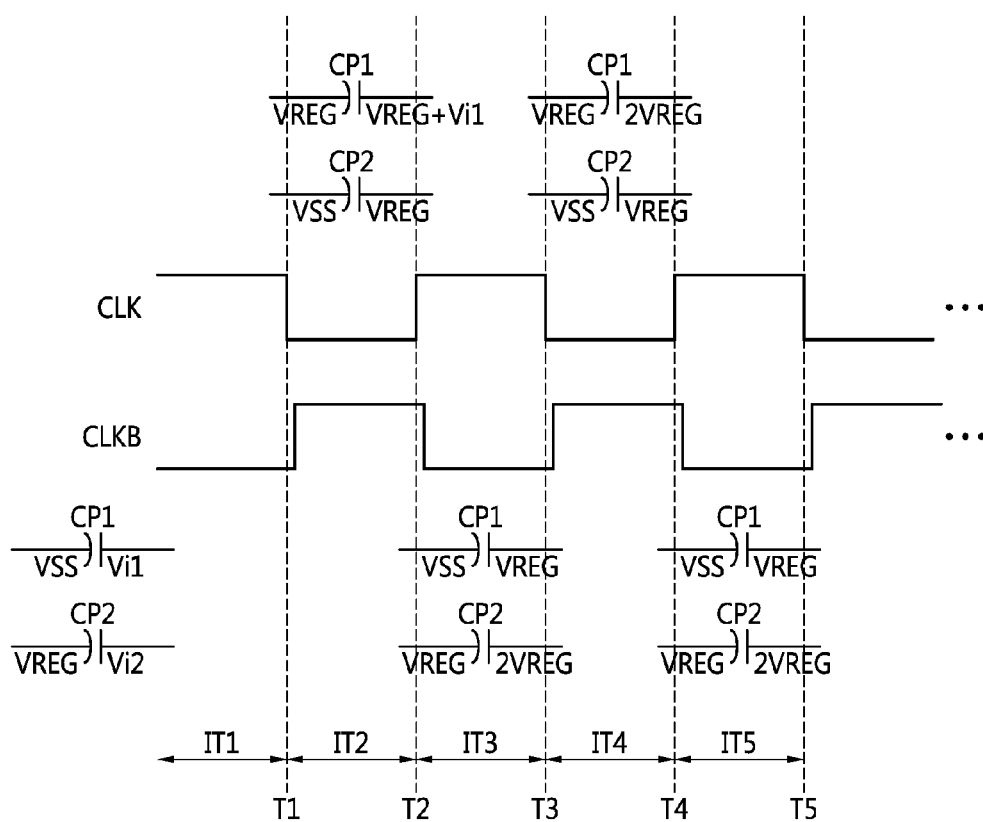 CP1 CP1
VREG VREG+Vi1 VREG 2VREG
CP2 CP2
VSS VREG VSS VREG
CLK ...
CLKB ...
CP1 CP1 CP1
VSS Vi1 VSS VREG VSS VREG
CP2 CP2 CP2
VREG Vi2 VREG 2VREG VREG 2VREG
IT1 IT2 IT3 IT4 IT5
T1 T2 T3 T4 T5